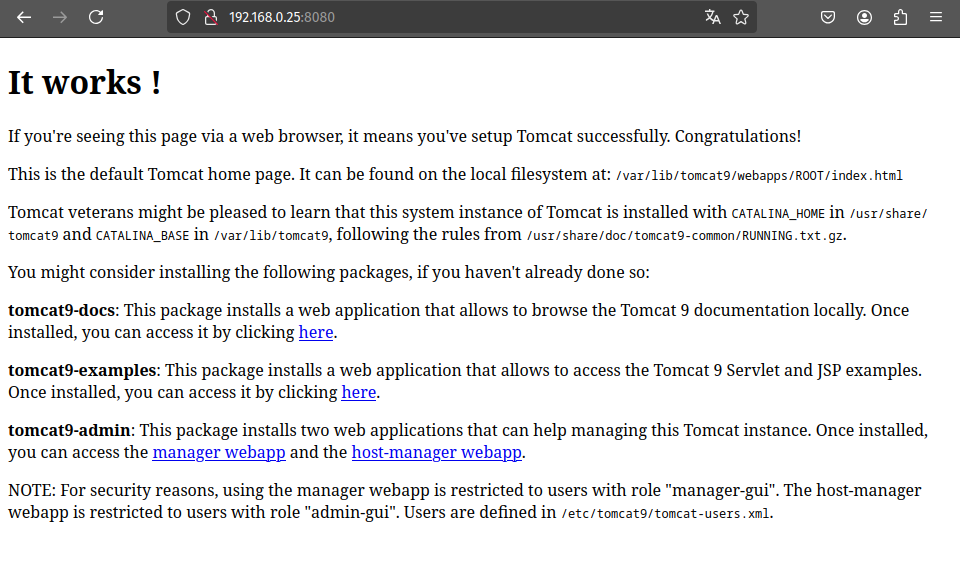 192.168.0.25:8080
It works !
If you're seeing this page via a web browser, it means you've setup Tomcat successfully. Congratulations!
This is the default Tomcat home page. It can be found on the local filesystem at: /var/lib/tomcat9/webapps/ROOT/index.html
Tomcat veterans might be pleased to learn that this system instance of Tomcat is installed with CATALINA_HOME in /usr/share/
tomcat9 and CATALINA_BASE in /var/lib/tomcat9, following the rules from /usr/share/doc/tomcat9-common/RUNNING.txt.gz.
You might consider installing the following packages, if you haven't already done so:
tomcat9-docs: This package installs a web application that allows to browse the Tomcat 9 documentation locally. Once
installed, you can access it by clicking here.
tomcat9-examples: This package installs a web application that allows to access the Tomcat 9 Servlet and JSP examples.
Once installed, you can access it by clicking here.
tomcat9-admin: This package installs two web applications that can help managing this Tomcat instance. Once installed,
you can access the manager webapp and the host-manager webapp.
NOTE: For security reasons, using the manager webapp is restricted to users with role "manager-gui". The host-manager
webapp is restricted to users with role "admin-gui". Users are defined in /etc/tomcat9/tomcat-users.xml.